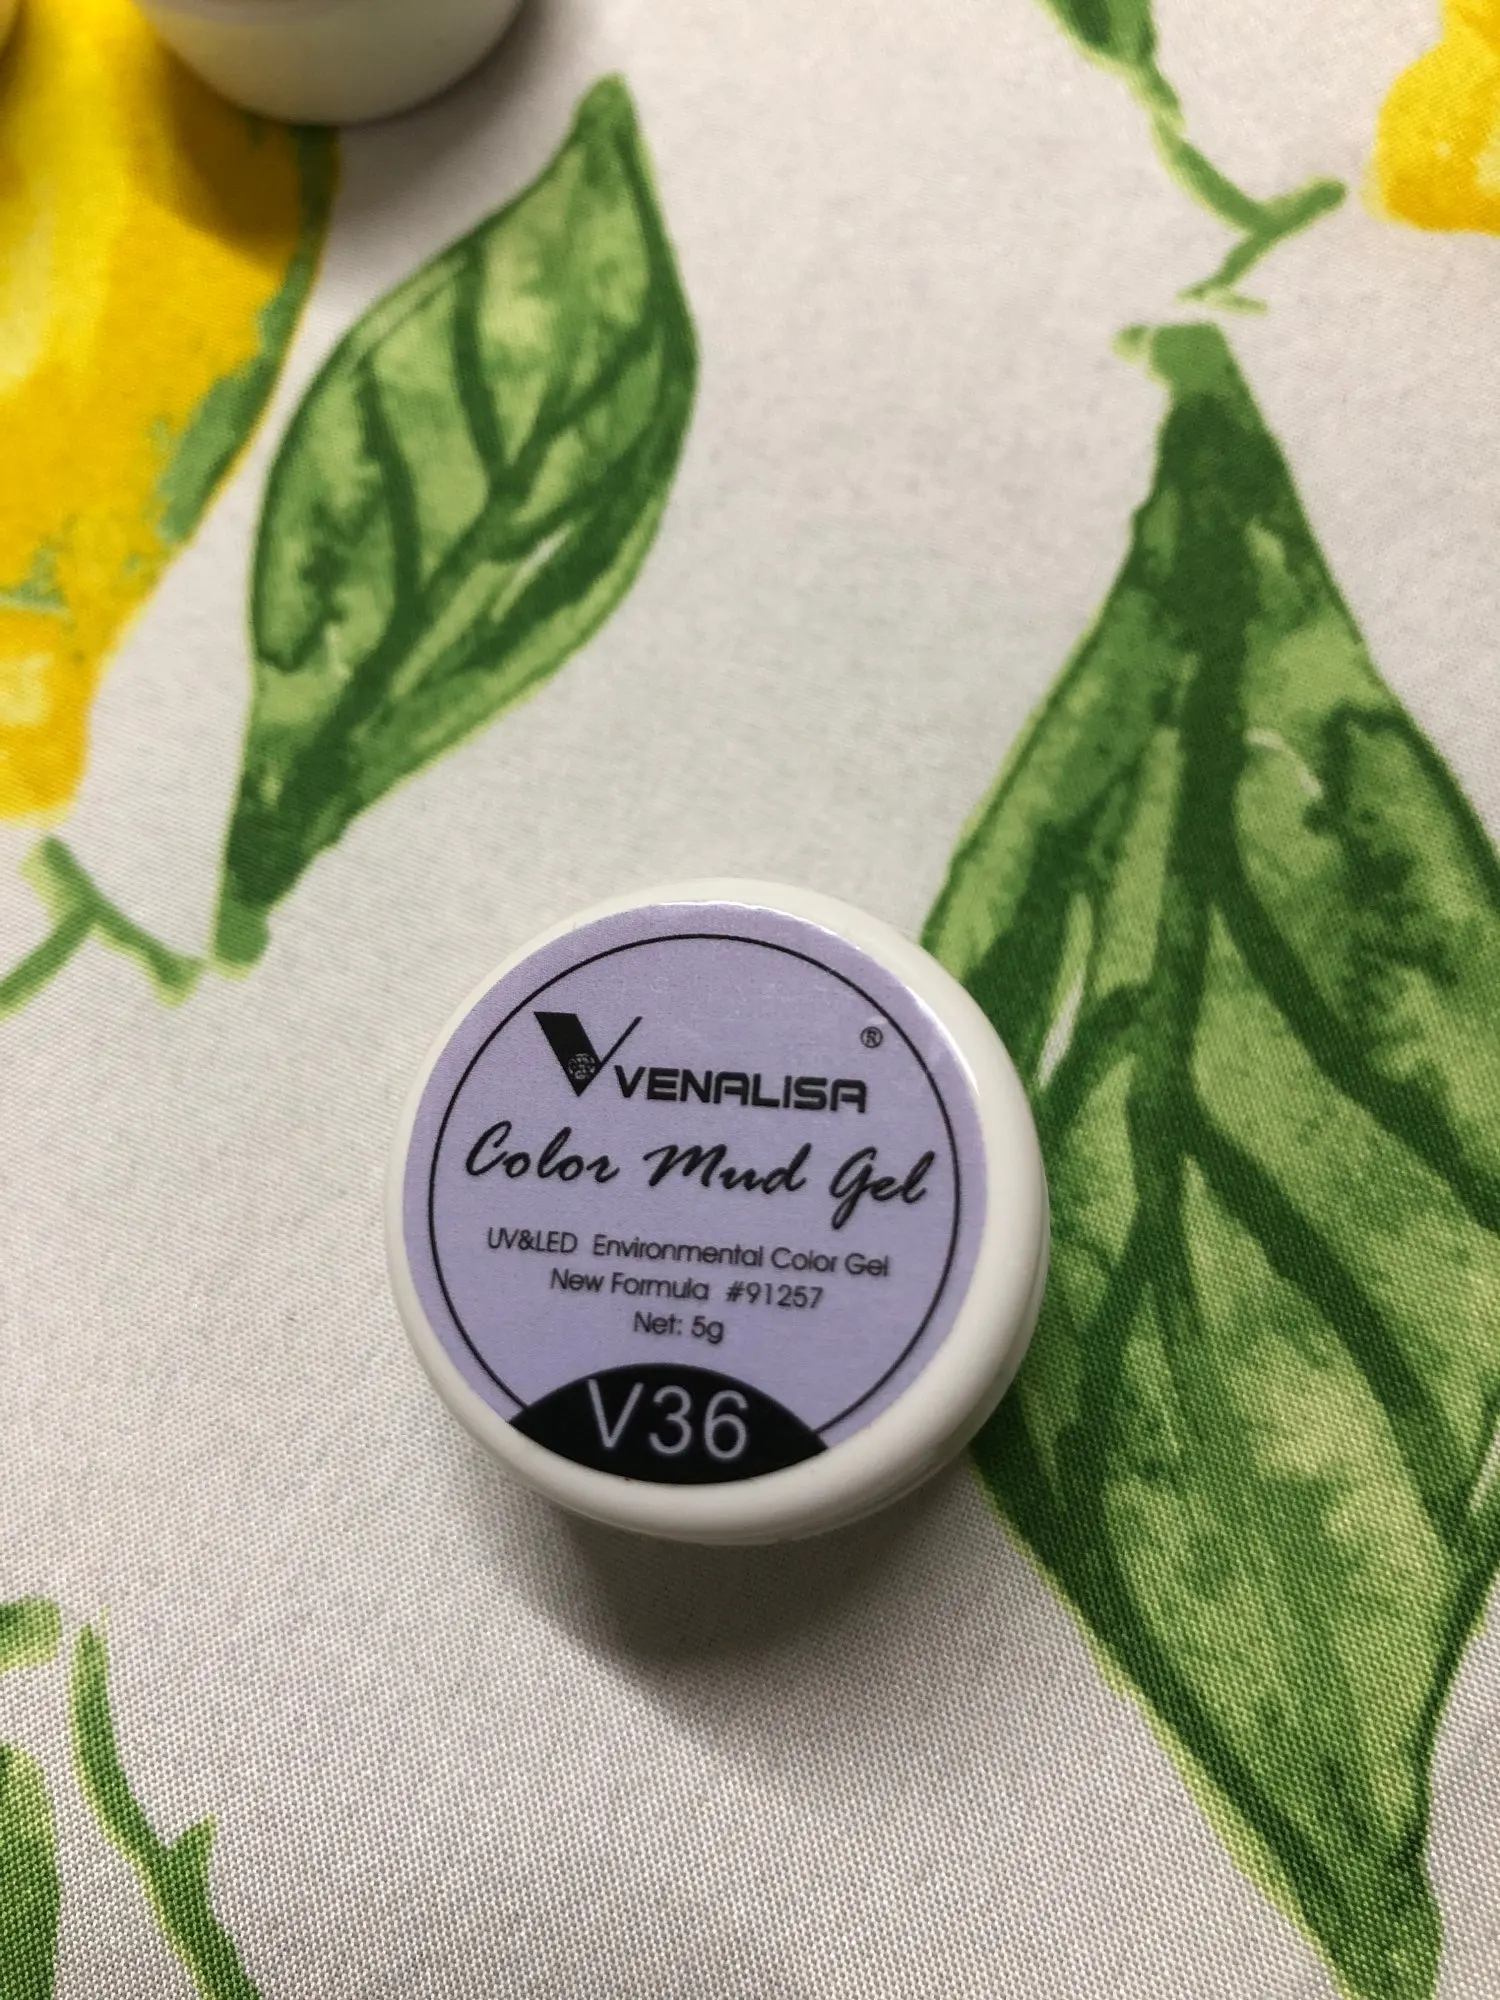 ®
VENALISA
Color Mud Gel
UV&LED Environmental Color Gel
New Formula #91257
Net: 5g
V36